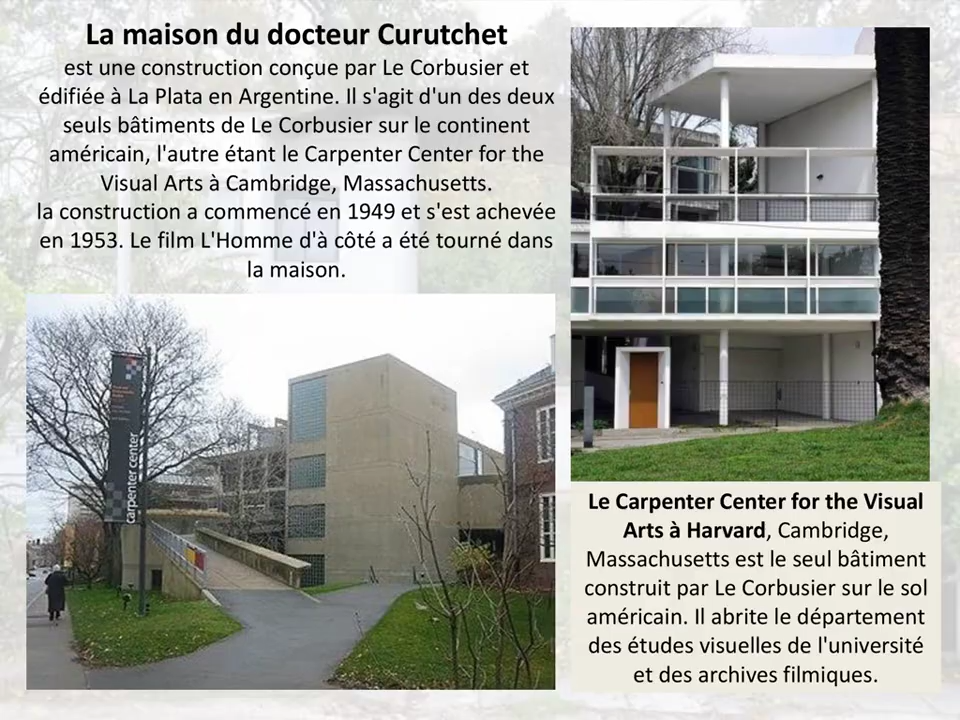 La maison du docteur Curutchet
est une construction conçue par Le Corbusier et
édifiée à La Plata en Argentine. Il s'agit d'un des deux
seuls bâtiments de Le Corbusier sur le continent
américain, l'autre étant le Carpenter Center for the
Visual Arts à Cambridge, Massachusetts.
la construction a commencé en 1949 et s'est achevée
en 1953. Le film L'Homme d'à côté a été tourné dans
la maison.
carpenter center
Le Carpenter Center for the Visual
Arts à Harvard, Cambridge,
Massachusetts est le seul bâtiment
construit par Le Corbusier sur le sol
américain. Il abrite le département
des études visuelles de l'université
et des archives filmiques.